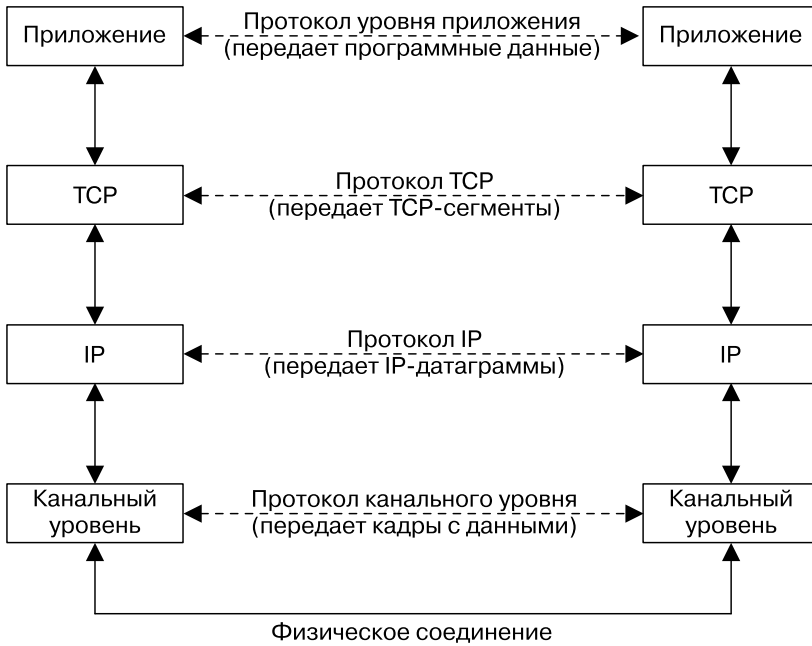 Приложение
Протокол уровня приложения
(передает программные данные)
Приложение
TCP
Протокол TCP
(передает TCP-сегменты)
TCP
IP
Протокол IP
(передает IP-датаграммы)
IP
Канальный
уровень
Протокол канального уровня
(передает кадры с данными)
Канальный
уровень
Физическое соединение